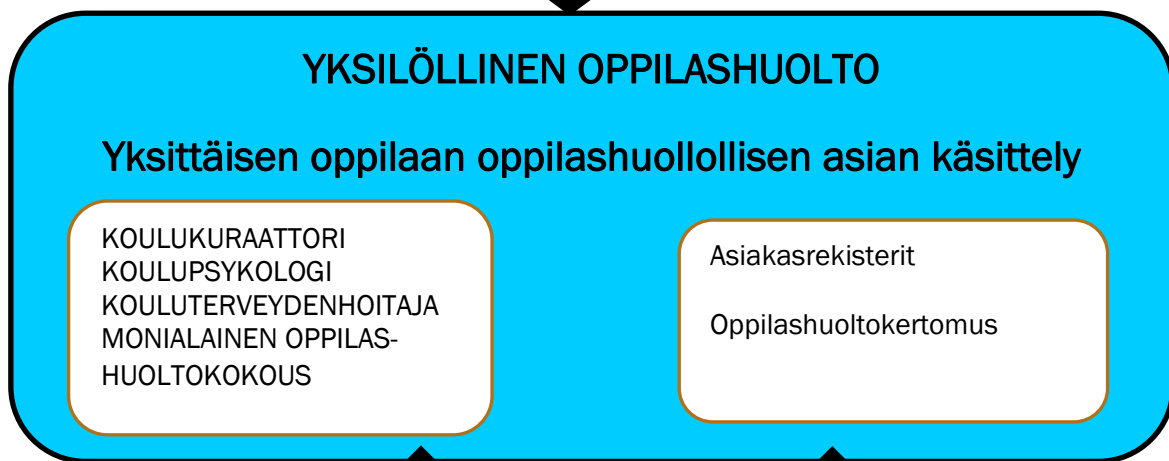 YKSILÖLLINEN OPPILASHUOLTO
Yksittäisen oppilaan oppilashuollollisen asian käsittely
KOULUKURAATTORI
KOULUPSYKOLOGI
KOULUTERVEYDENHOITAJA
MONIALAINEN OPPILAS-
HUOLTOKOKOUS
Asiakasrekisterit
Oppilashuoltokertomus